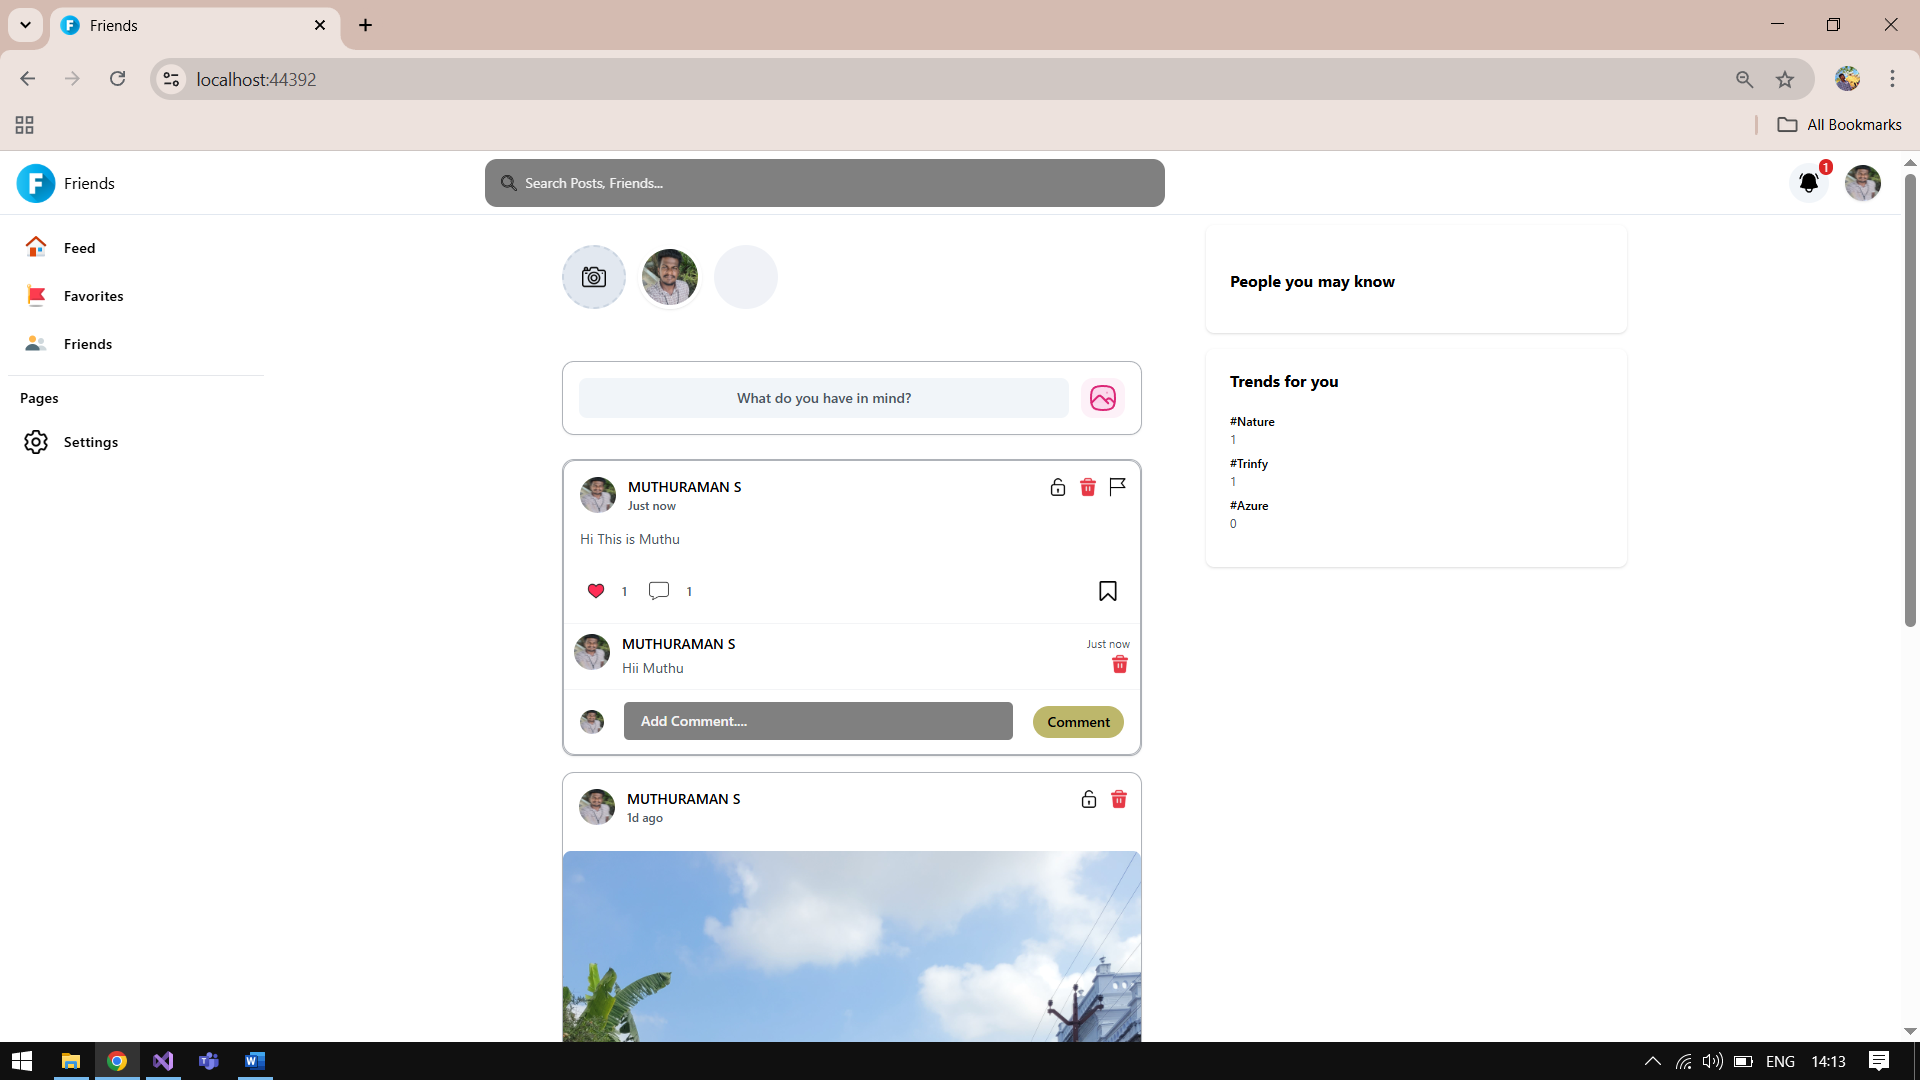 Friends
localhost:44392
All Bookmarks
F Friends
Search Posts, Friends...
1
Feed
Favorites
Friends
Pages
Settings
What do you have in mind?
MUTHURAMAN S
Just now
Hi This is Muthu
1 1
MUTHURAMAN S
Just now
Hii Muthu
Add Comment....
Comment
MUTHURAMAN S
1d ago
People you may know
Trends for you
#Nature
1
#Trinfy
1
#Azure
0
ENG 14:13